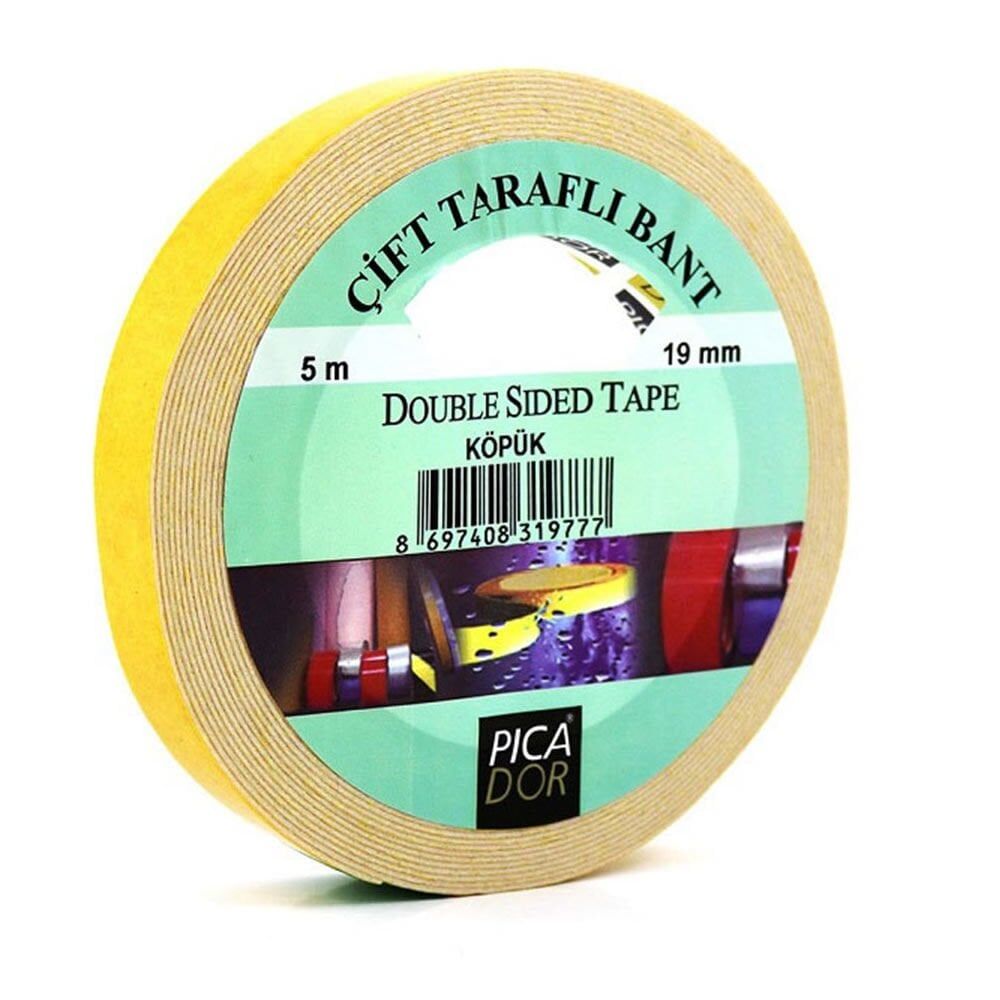 ÇİFT TARAFLI BANT
5 m
19 mm
DOUBLE SIDED TAPE
KÖPÜK
8 697408 319777
PICA®
DOR